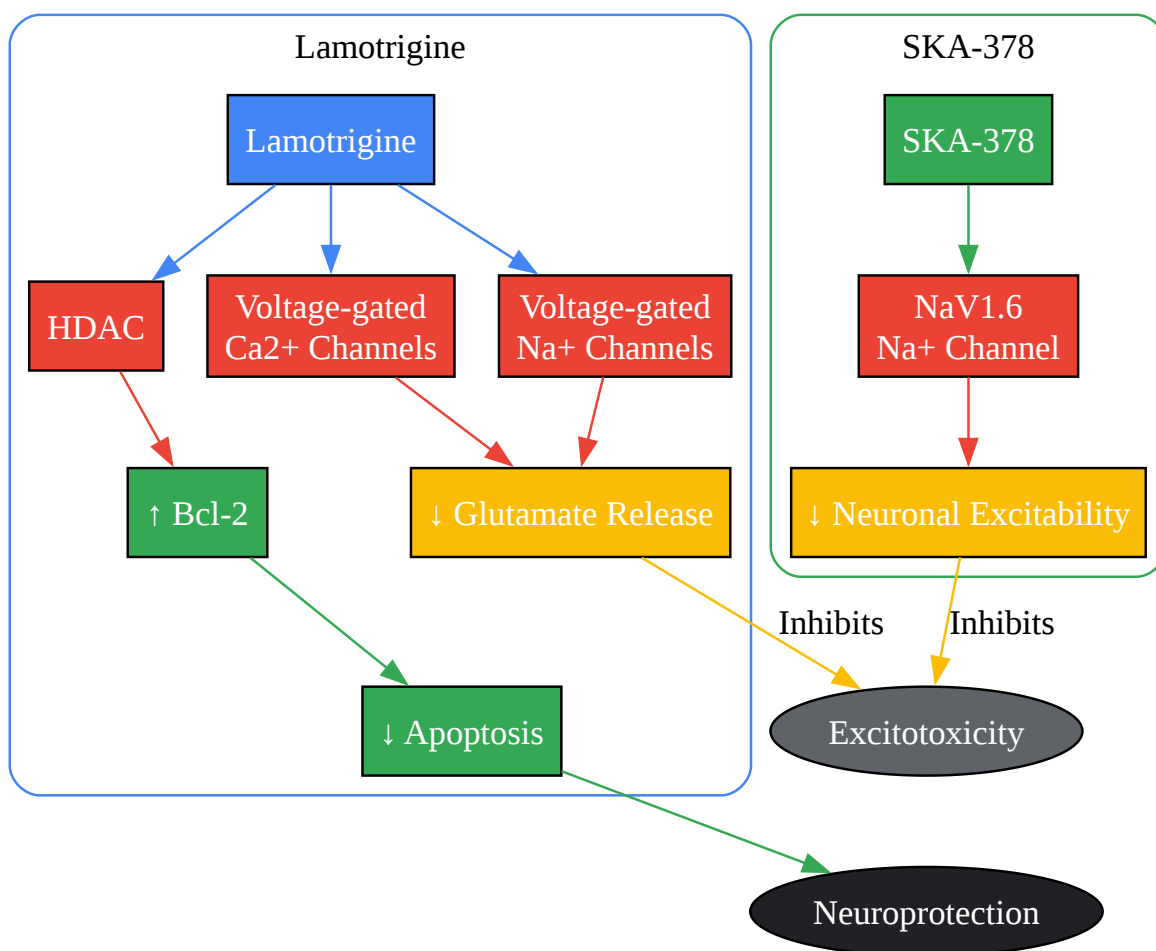 Lamotrigine
SKA-378
Lamotrigine
SKA-378
HDAC
Voltage-gated
Ca2+ Channels
Voltage-gated
Na+ Channels
NaV1.6
Na+ Channel
↑ Bcl-2
↓ Glutamate Release
↓ Neuronal Excitability
Inhibits
Inhibits
↓ Apoptosis
Excitotoxicity
Neuroprotection